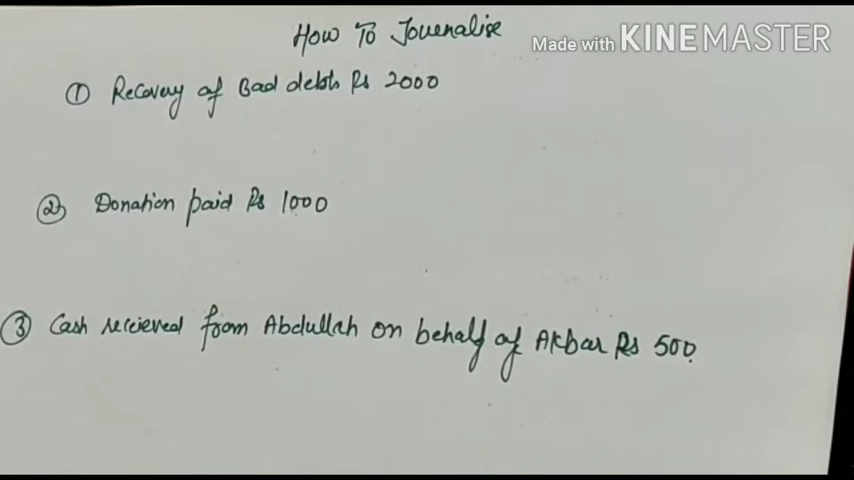 How To Jouenalise
Made with KINEMASTER
① Recovery of Bad debts Rs 2000
② Donation paid Rs 1000
③ Cash recieved from Abdullah on behalf of Akbar Rs 500.